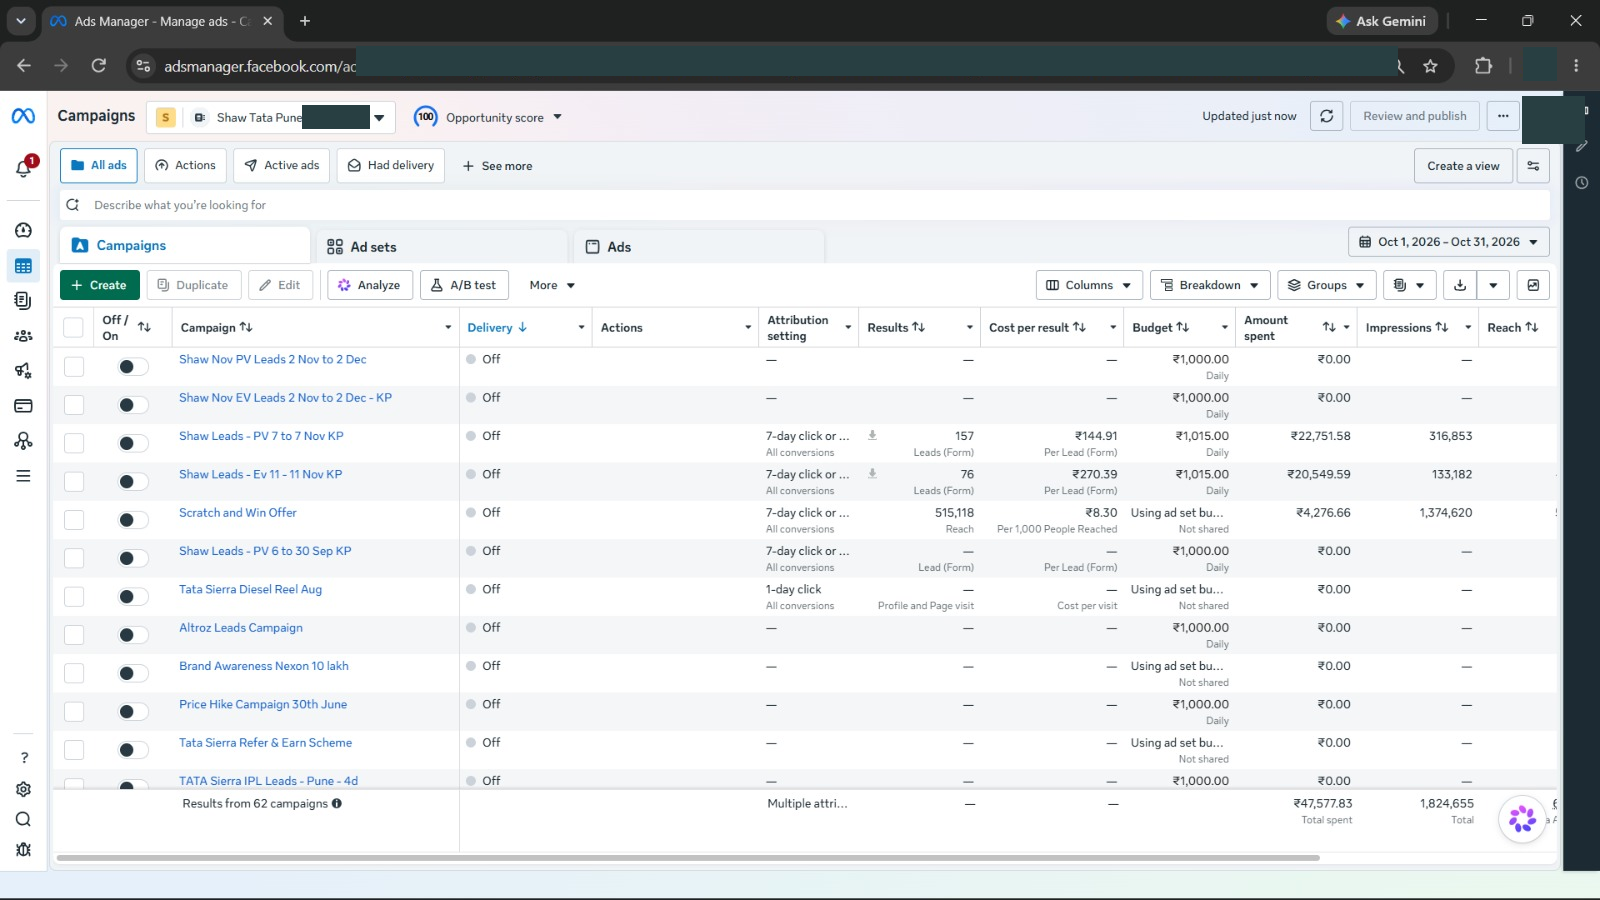 Ads Manager - Manage ads - C
Ask Gemini
adsmanager.facebook.com/ad
Campaigns
S
Shaw Tata Pune
100
Opportunity score
Updated just now
Review and publish
1
All ads
Actions
Active ads
Had delivery
See more
Create a view
Describe what you're looking for
Campaigns
Ad sets
Ads
Oct 1, 2026 – Oct 31, 2026
Create
Duplicate
Edit
Analyze
A/B test
More
Columns
Breakdown
Groups
Off / On
Campaign
Delivery
Actions
Attribution setting
Results
Cost per result
Budget
Amount spent
Impressions
Reach
Shaw Nov PV Leads 2 Nov to 2 Dec Off — — — ₹1,000.00 ₹0.00 —
Daily
Shaw Nov EV Leads 2 Nov to 2 Dec - KP Off — — — ₹1,000.00 ₹0.00 —
Daily
Shaw Leads - PV 7 to 7 Nov KP Off 7-day click or ... 157 ₹144.91 ₹1,015.00 ₹22,751.58 316,853
All conversions Leads (Form) Per Lead (Form) Daily
Shaw Leads - Ev 11 - 11 Nov KP Off 7-day click or ... 76 ₹270.39 ₹1,015.00 ₹20,549.59 133,182
All conversions Leads (Form) Per Lead (Form) Daily
Scratch and Win Offer Off 7-day click or ... 515,118 ₹8.30 Using ad set bu... ₹4,276.66 1,374,620
All conversions Reach Per 1,000 People Reached Not shared
Shaw Leads - PV 6 to 30 Sep KP Off 7-day click or ... — — ₹1,000.00 ₹0.00 —
All conversions Lead (Form) Per Lead (Form) Daily
Tata Sierra Diesel Reel Aug Off 1-day click — — Using ad set bu... ₹0.00 —
All conversions Profile and Page visit Cost per visit Not shared
Altroz Leads Campaign Off — — — ₹1,000.00 ₹0.00 —
Daily
Brand Awareness Nexon 10 lakh Off — — — Using ad set bu... ₹0.00 —
Not shared
Price Hike Campaign 30th June Off — — — ₹1,000.00 ₹0.00 —
Daily
Tata Sierra Refer & Earn Scheme Off — — — Using ad set bu... ₹0.00 —
Not shared
TATA Sierra IPL Leads - Pune - 4d Off — — — ₹1,000.00 ₹0.00 —
Results from 62 campaigns Multiple attri... — — ₹47,577.83 1,824,655
Total spent Total